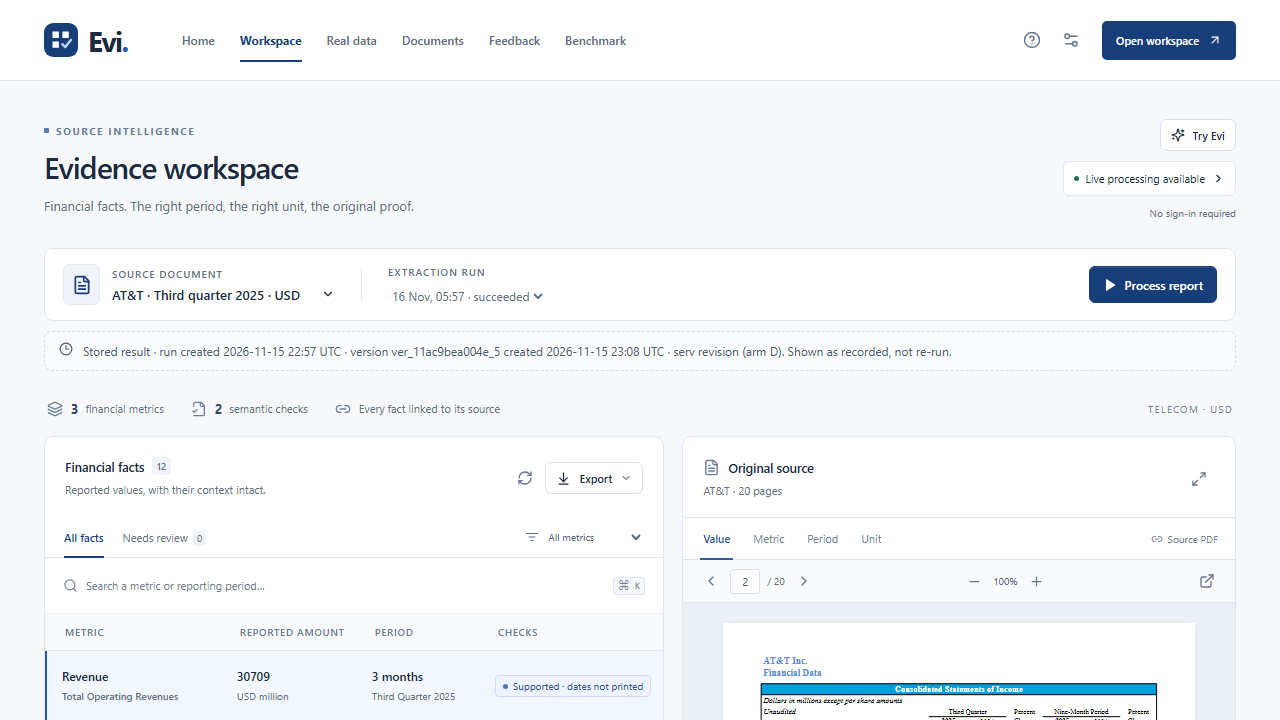 Evi.
Home Workspace Real data Documents Feedback Benchmark
Open workspace
SOURCE INTELLIGENCE
Try Evi
Evidence workspace
Live processing available
Financial facts. The right period, the right unit, the original proof.
No sign-in required
SOURCE DOCUMENT
AT&T · Third quarter 2025 · USD
EXTRACTION RUN
16 Nov, 05:57 · succeeded
Process report
Stored result · run created 2026-11-15 22:57 UTC · version ver_11ac9bea004e_5 created 2026-11-15 23:08 UTC · serv revision (arm D). Shown as recorded, not re-run.
3 financial metrics 2 semantic checks Every fact linked to its source
TELECOM · USD
Financial facts 12
Reported values, with their context intact.
Export
All facts Needs review 0 All metrics
Search a metric or reporting period... ⌘ K
METRIC REPORTED AMOUNT PERIOD CHECKS
Revenue 30709 3 months Supported · dates not printed
Total Operating Revenues USD million Third Quarter 2025
Original source
AT&T · 20 pages
Value Metric Period Unit Source PDF
2 / 20 100%
AT&T Inc.
Financial Data
Consolidated Statements of Income
Dollars in millions except per share amounts
Unaudited Third Quarter Percent Nine-Month Period Percent